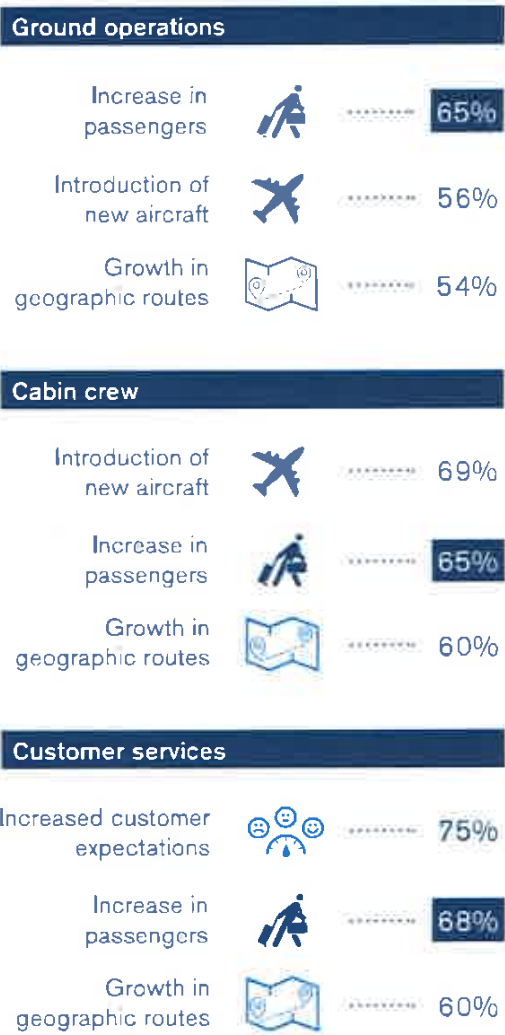 Ground operations
Increase in
passengers
65%
Introduction of
new aircraft
56%
Growth in
geographic routes
54%
Cabin crew
Introduction of
new aircraft
69%
Increase in
passengers
65%
Growth in
geographic routes
60%
Customer services
Increased customer
expectations
75%
Increase in
passengers
68%
Growth in
geographic routes
60%